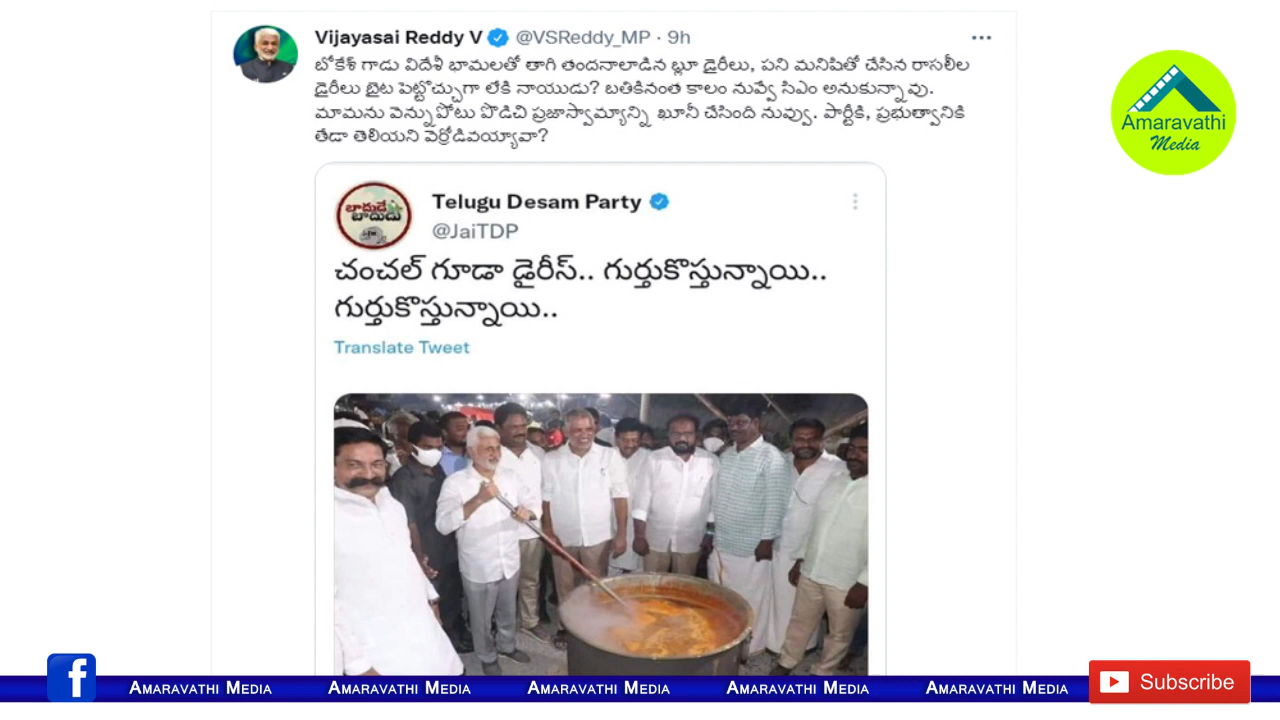 Vijayasai Reddy V @VSReddy_MP · 9h
బోకేశ్ గాడు విదేశీ భామలతో తాగి తందనాలాడిన బ్లూ డైరీలు, పని మనిషితో చేసిన రాసలీల
డైరీలు బైట పెట్టొచ్చుగా లేకి నాయుడు? బతికినంత కాలం నువ్వే సిఎం అనుకున్నావు.
మామను వెన్నుపోటు పొడిచి ప్రజాస్వామ్యాన్ని ఖూనీ చేసింది నువ్వు. పార్టీకి, ప్రభుత్వానికి
తేడా తెలియని వెర్రోడివయ్యావా?
Telugu Desam Party
@JaiTDP
బాదుడే
బాదుడు
చంచల్ గూడా డైరీస్.. గుర్తుకొస్తున్నాయి..
గుర్తుకొస్తున్నాయి..
Translate Tweet
Amaravathi
Media
f Amaravathi Media Amaravathi Media Amaravathi Media Amaravathi Media Amaravathi Media Subscribe